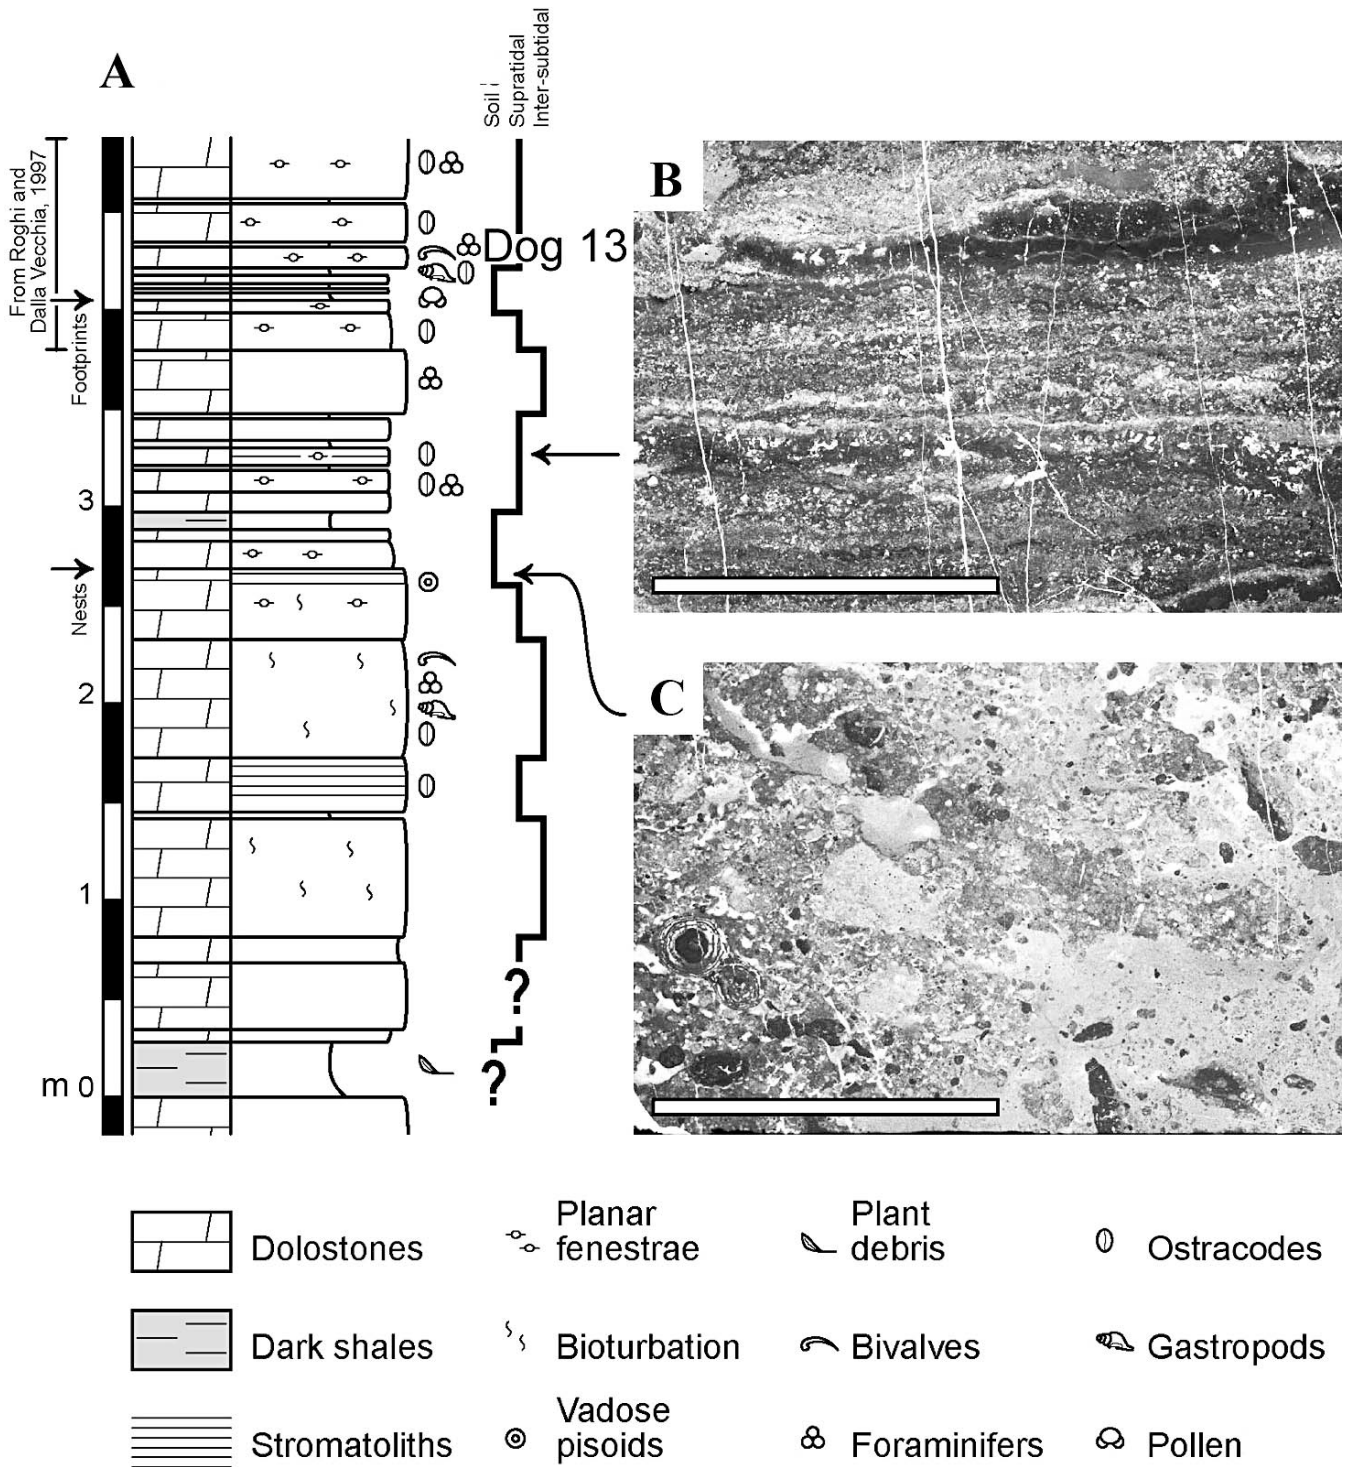 A
Soil
Supratidal
Inter-subtidal
From Roghi and
Dalla Vecchia, 1997
Footprints
Nests
Dog 13
3
2
1
m 0
?
?
B
C
Dolostones
Planar
fenestrae
Plant
debris
Ostracodes
Dark shales
Bioturbation
Bivalves
Gastropods
Stromatoliths
Vadose
pisoids
Foraminifers
Pollen